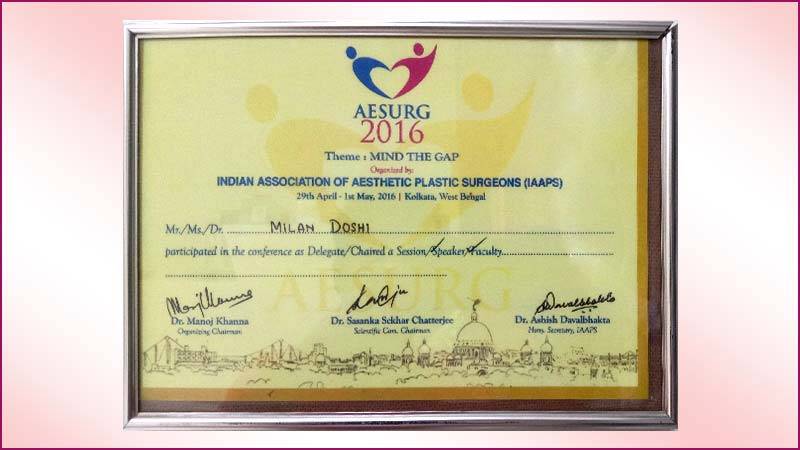 AESURG
2016
Theme : MIND THE GAP
Organized by:
INDIAN ASSOCIATION OF AESTHETIC PLASTIC SURGEONS (IAAPS)
29th April - 1st May, 2016 | Kolkata, West Bengal
Mr./Ms./Dr. MILAN DOSHI
participated in the conference as Delegate/Chaired a Session/Speaker/Faculty
AESURG
Dr. Manoj Khanna Dr. Sasanka Sekhar Chatterjee Dr. Ashish Davalbhakta
Organizing Chairman Scientific Com. Chairman Hony. Secretary, IAAPS